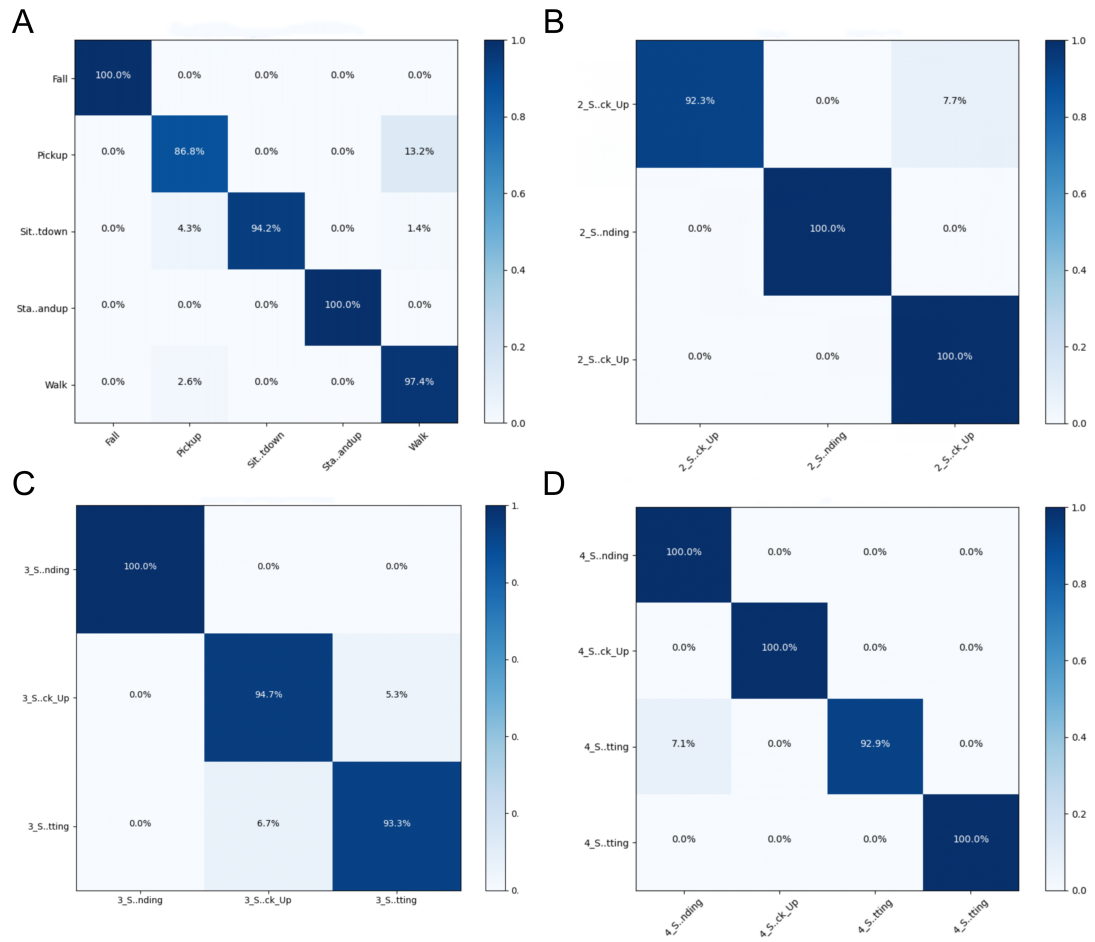 A
Fall 100.0% 0.0% 0.0% 0.0% 0.0%
Pickup 0.0% 86.8% 0.0% 0.0% 13.2%
Sit..tdown 0.0% 4.3% 94.2% 0.0% 1.4%
Sta..andup 0.0% 0.0% 0.0% 100.0% 0.0%
Walk 0.0% 2.6% 0.0% 0.0% 97.4%
Fall Pickup Sit..tdown Sta..andup Walk
1.0
0.8
0.6
0.4
0.2
0.0
B
2_S..ck_Up 92.3% 0.0% 7.7%
2_S..nding 0.0% 100.0% 0.0%
2_S..ck_Up 0.0% 0.0% 100.0%
2_S..ck_Up 2_S..nding 2_S..ck_Up
1.0
0.8
0.6
0.4
0.2
0.0
C
3_S..nding 100.0% 0.0% 0.0%
3_S..ck_Up 0.0% 94.7% 5.3%
3_S..tting 0.0% 6.7% 93.3%
3_S..nding 3_S..ck_Up 3_S..tting
1.
0.
0.
0.
0.
0.
D
4_S..nding 100.0% 0.0% 0.0% 0.0%
4_S..ck_Up 0.0% 100.0% 0.0% 0.0%
4_S..tting 7.1% 0.0% 92.9% 0.0%
4_S..tting 0.0% 0.0% 0.0% 100.0%
4_S..nding 4_S..ck_Up 4_S..tting 4_S..tting
1.0
0.8
0.6
0.4
0.2
0.0